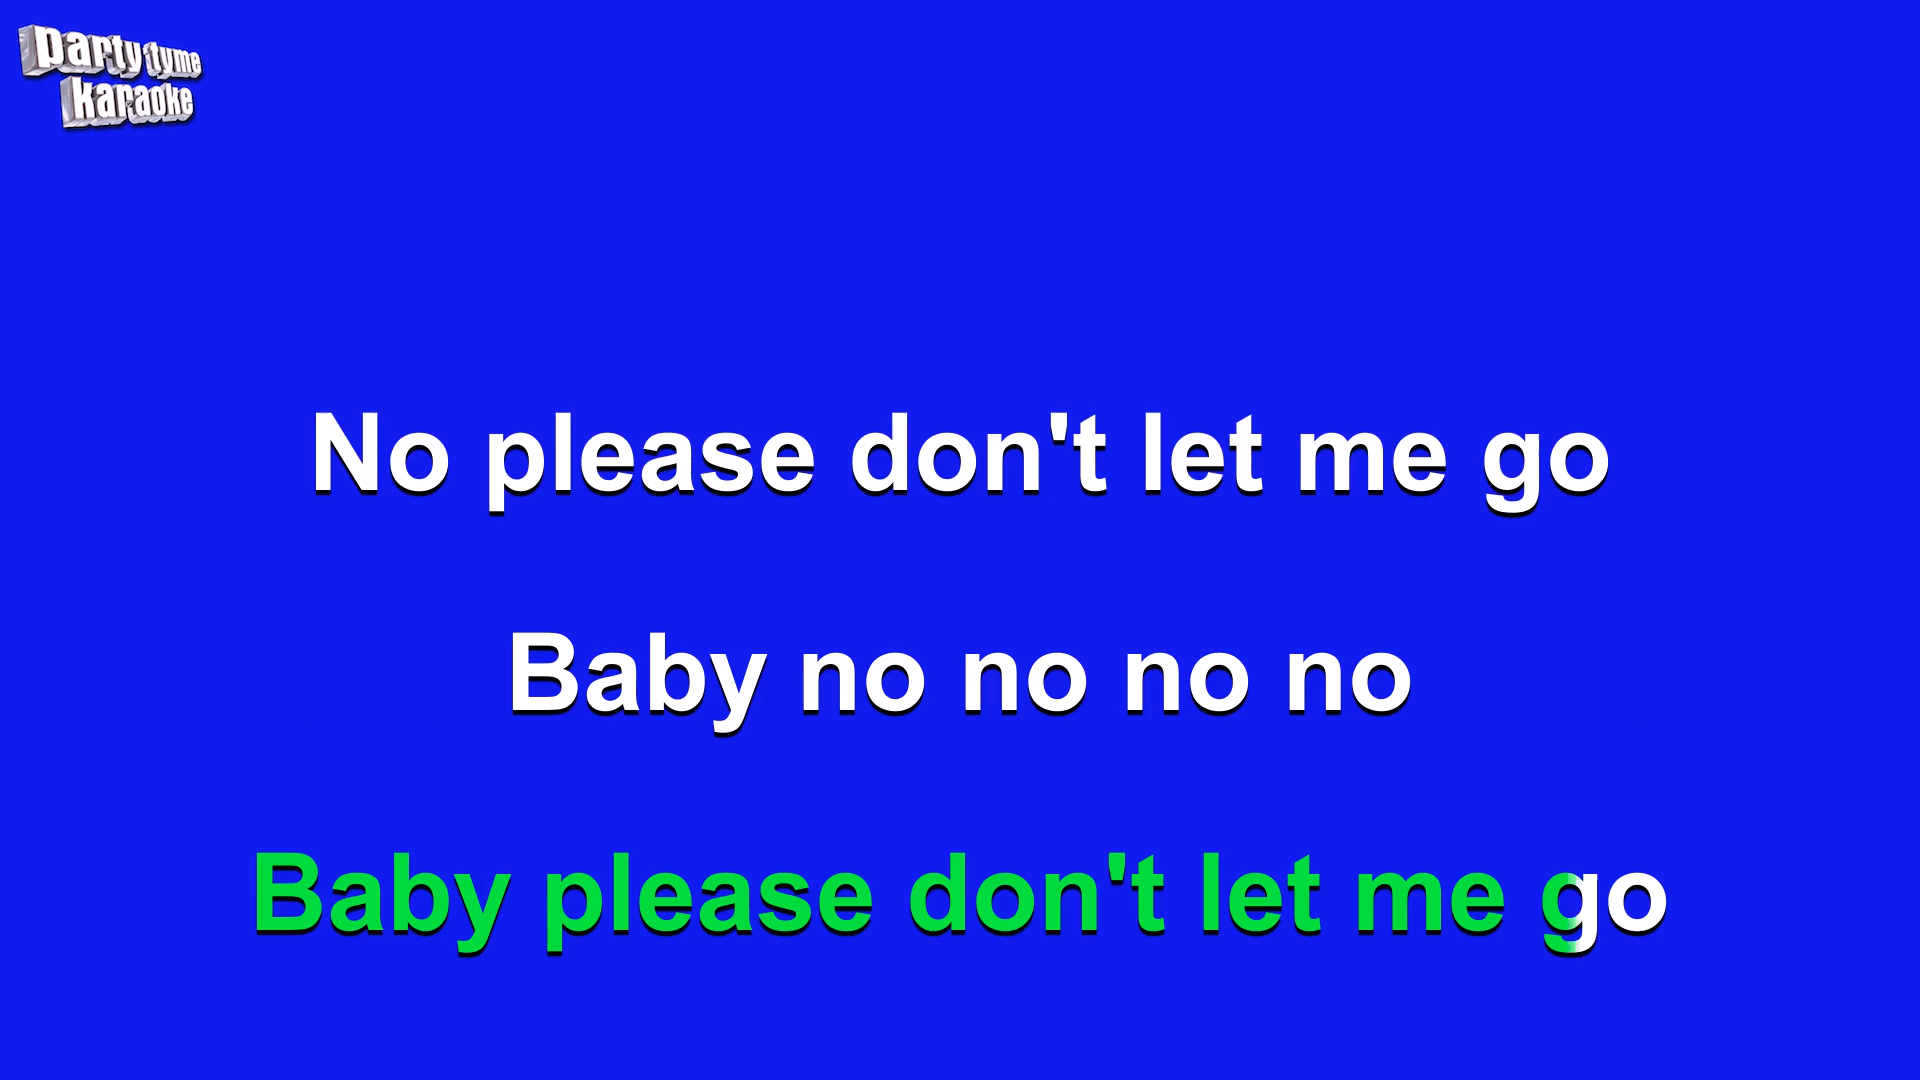 party tyme
karaoke
No please don't let me go
Baby no no no no
Baby please don't let me go